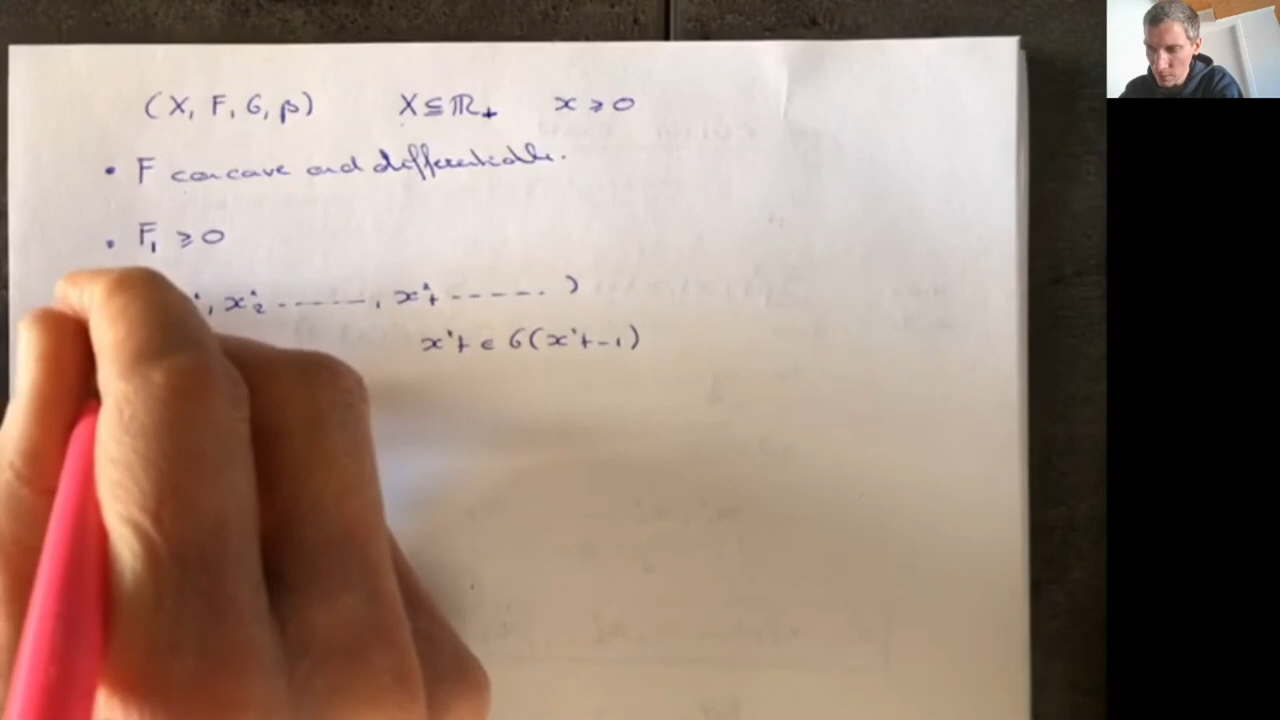 (X, F, G, β) X ⊆ ℝ₊ x ≥ 0
• F concave and differentiable.
• F₁ ≥ 0
, x*₂ ------, x*t ------ )
x*t ∈ G(x*t-1)